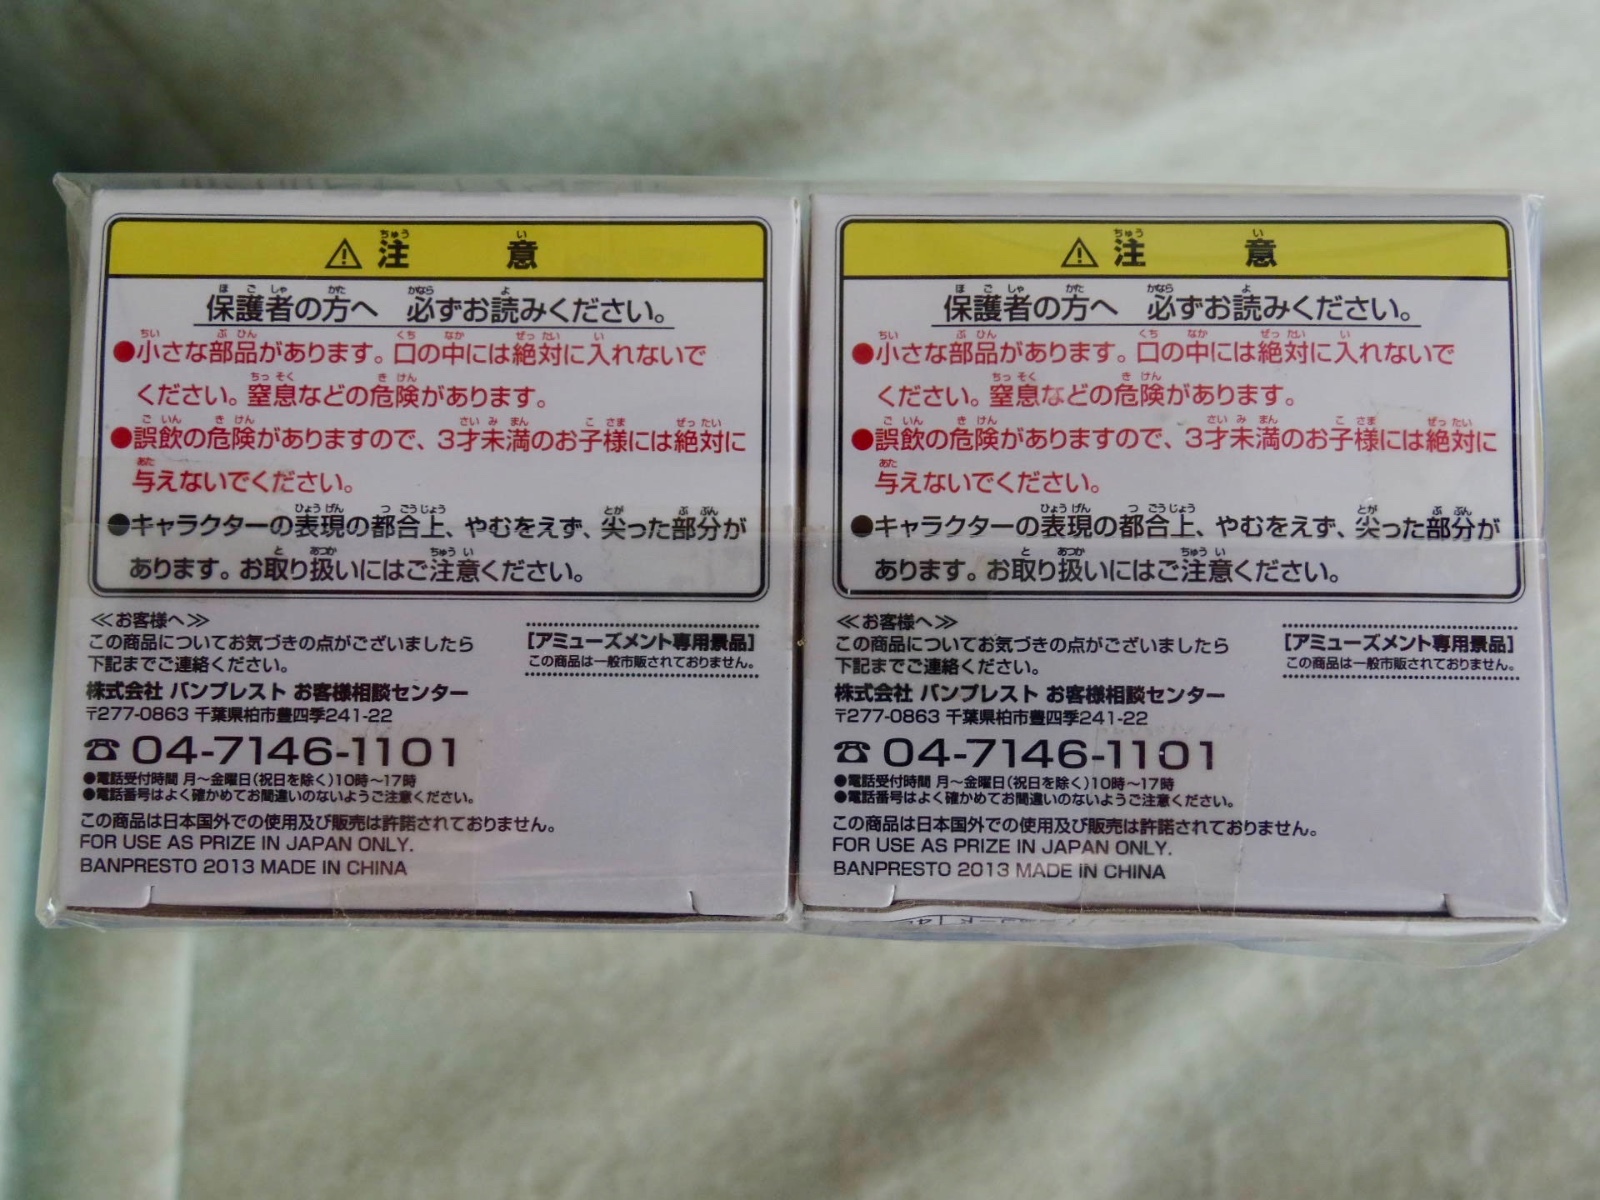 ⚠注 意
保護者の方へ 必ずお読みください。
●小さな部品があります。口の中には絶対に入れないで
ください。窒息などの危険があります。
●誤飲の危険がありますので、3才未満のお子様には絶対に
与えないでください。
●キャラクターの表現の都合上、やむをえず、尖った部分が
あります。お取り扱いにはご注意ください。
≪お客様へ≫
この商品についてお気づきの点がございましたら
下記までご連絡ください。
株式会社 バンプレスト お客様相談センター
〒277-0863 千葉県柏市豊四季241-22
☎04-7146-1101
●電話受付時間 月〜金曜日(祝日を除く)10時〜17時
●電話番号はよく確かめてお間違いのないようご注意ください。
[アミューズメント専用景品]
この商品は一般市販されておりません。
この商品は日本国外での使用及び販売は許諾されておりません。
FOR USE AS PRIZE IN JAPAN ONLY.
BANPRESTO 2013 MADE IN CHINA
⚠注 意
保護者の方へ 必ずお読みください。
●小さな部品があります。口の中には絶対に入れないで
ください。窒息などの危険があります。
●誤飲の危険がありますので、3才未満のお子様には絶対に
与えないでください。
●キャラクターの表現の都合上、やむをえず、尖った部分が
あります。お取り扱いにはご注意ください。
≪お客様へ≫
この商品についてお気づきの点がございましたら
下記までご連絡ください。
株式会社 バンプレスト お客様相談センター
〒277-0863 千葉県柏市豊四季241-22
☎04-7146-1101
●電話受付時間 月〜金曜日(祝日を除く)10時〜17時
●電話番号はよく確かめてお間違いのないようご注意ください。
[アミューズメント専用景品]
この商品は一般市販されておりません。
この商品は日本国外での使用及び販売は許諾されておりません。
FOR USE AS PRIZE IN JAPAN ONLY.
BANPRESTO 2013 MADE IN CHINA